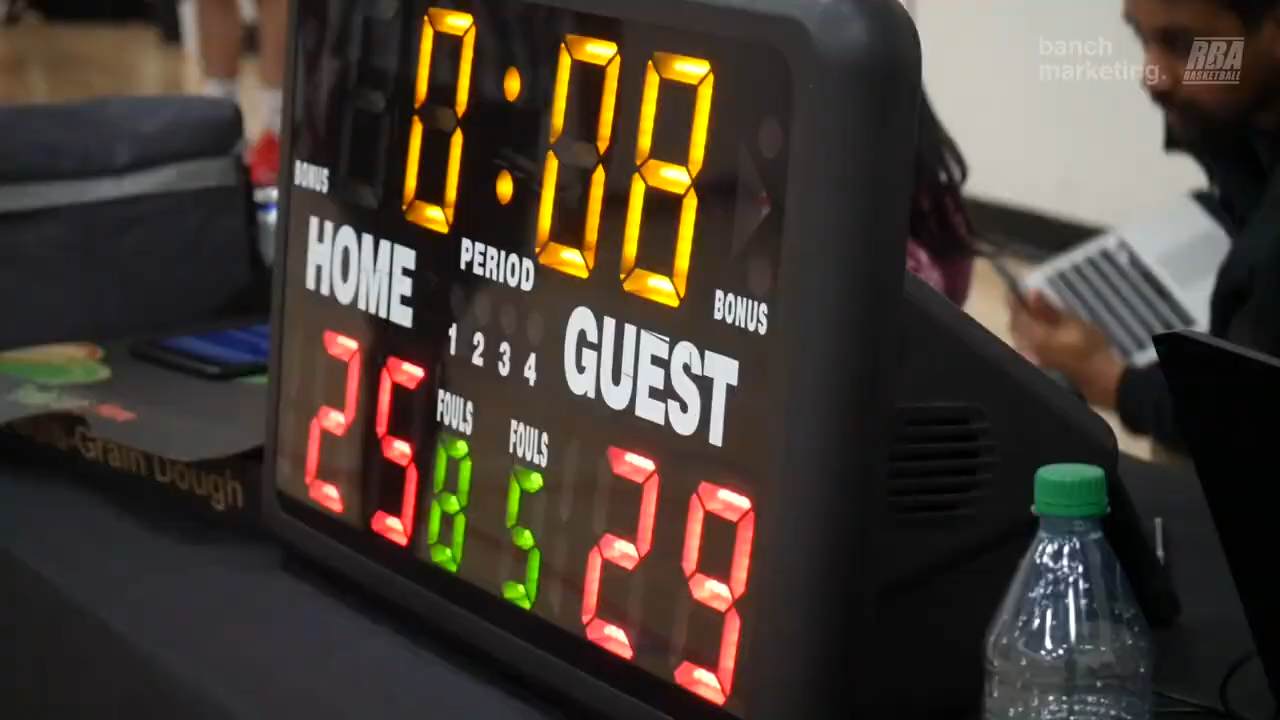 banch
marketing.
RBA
BASKETBALL
0:08
BONUS
HOME
PERIOD
BONUS
1 2 3 4
GUEST
FOULS
FOULS
25
8
5
29
-Grain Dough